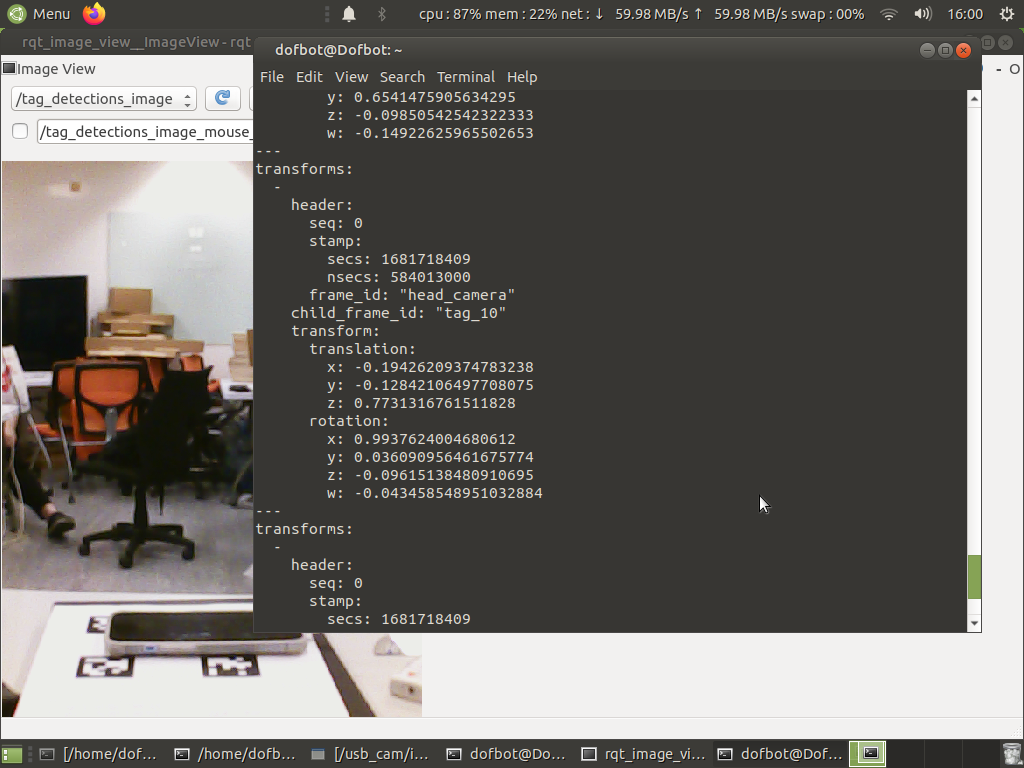 Menu
cpu : 87% mem : 22% net : ↓ 59.98 MB/s ↑ 59.98 MB/s swap : 00%
16:00
rqt_image_view__ImageView - rqt
Image View
- O
/tag_detections_image
/tag_detections_image_mouse_
dofbot@Dofbot: ~
File Edit View Search Terminal Help
y: 0.6541475905634295
z: -0.09850542542322333
w: -0.14922625965502653
---
transforms:
-
header:
seq: 0
stamp:
secs: 1681718409
nsecs: 584013000
frame_id: "head_camera"
child_frame_id: "tag_10"
transform:
translation:
x: -0.19426209374783238
y: -0.12842106497708075
z: 0.7731316761511828
rotation:
x: 0.9937624004680612
y: 0.036090956461675774
z: -0.09615138480910695
w: -0.043458548951032884
---
transforms:
-
header:
seq: 0
stamp:
secs: 1681718409
[/home/dof... /home/dofb... [/usb_cam/i... dofbot@Do... rqt_image_vi... dofbot@Dof...